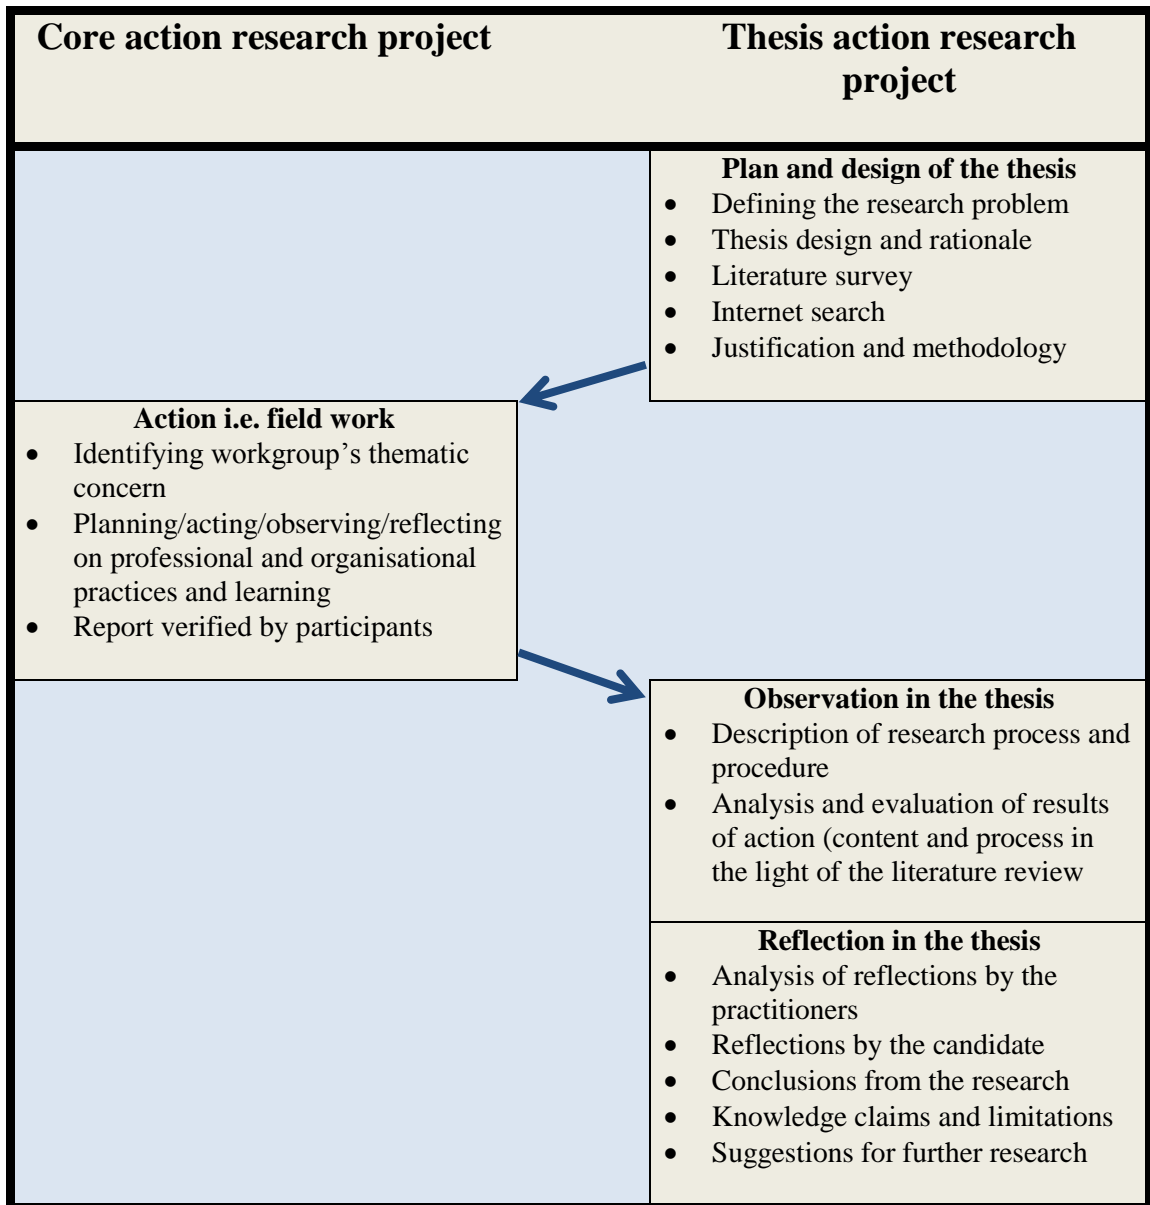 Core action research project
Thesis action research
project
Plan and design of the thesis
• Defining the research problem
• Thesis design and rationale
• Literature survey
• Internet search
• Justification and methodology
Action i.e. field work
• Identifying workgroup’s thematic
concern
• Planning/acting/observing/reflecting
on professional and organisational
practices and learning
• Report verified by participants
Observation in the thesis
• Description of research process and
procedure
• Analysis and evaluation of results
of action (content and process in
the light of the literature review
Reflection in the thesis
• Analysis of reflections by the
practitioners
• Reflections by the candidate
• Conclusions from the research
• Knowledge claims and limitations
• Suggestions for further research